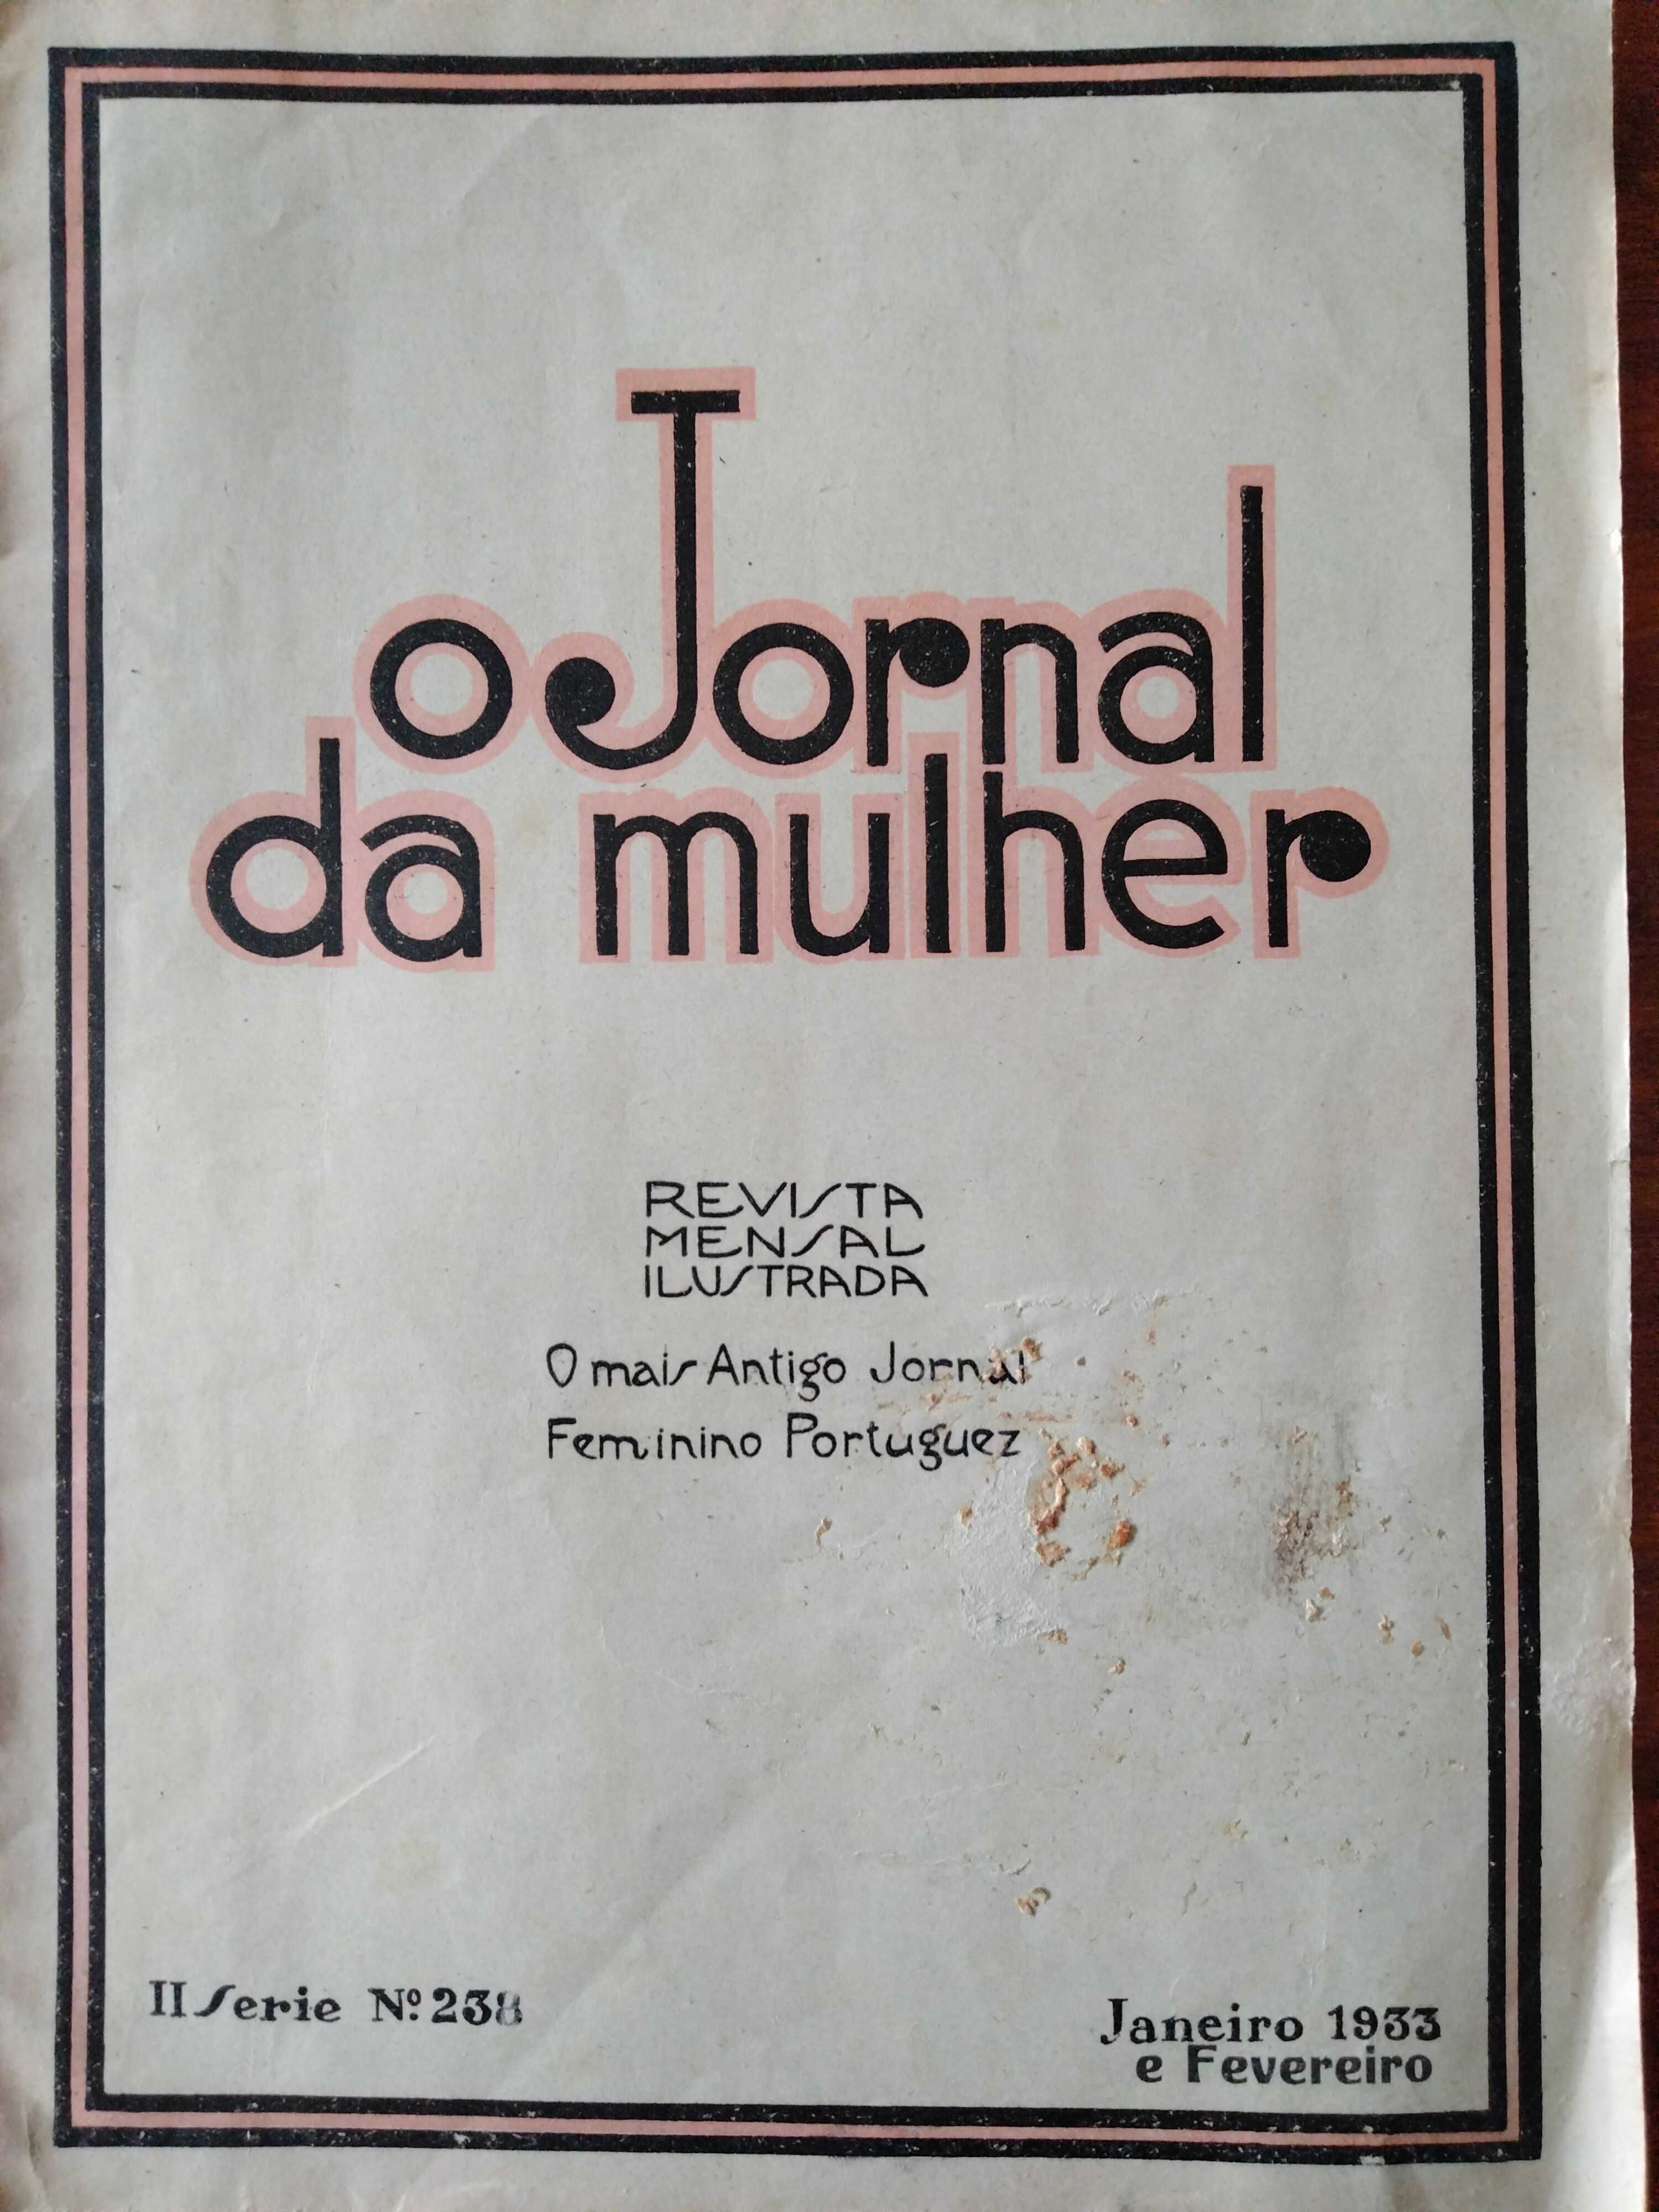 o Jornal
da mulher
REVISTA
MENSAL
ILUSTRADA
O mais Antigo Jornal
Feminino Portuguez
II Serie Nº 238
Janeiro 1933
e Fevereiro